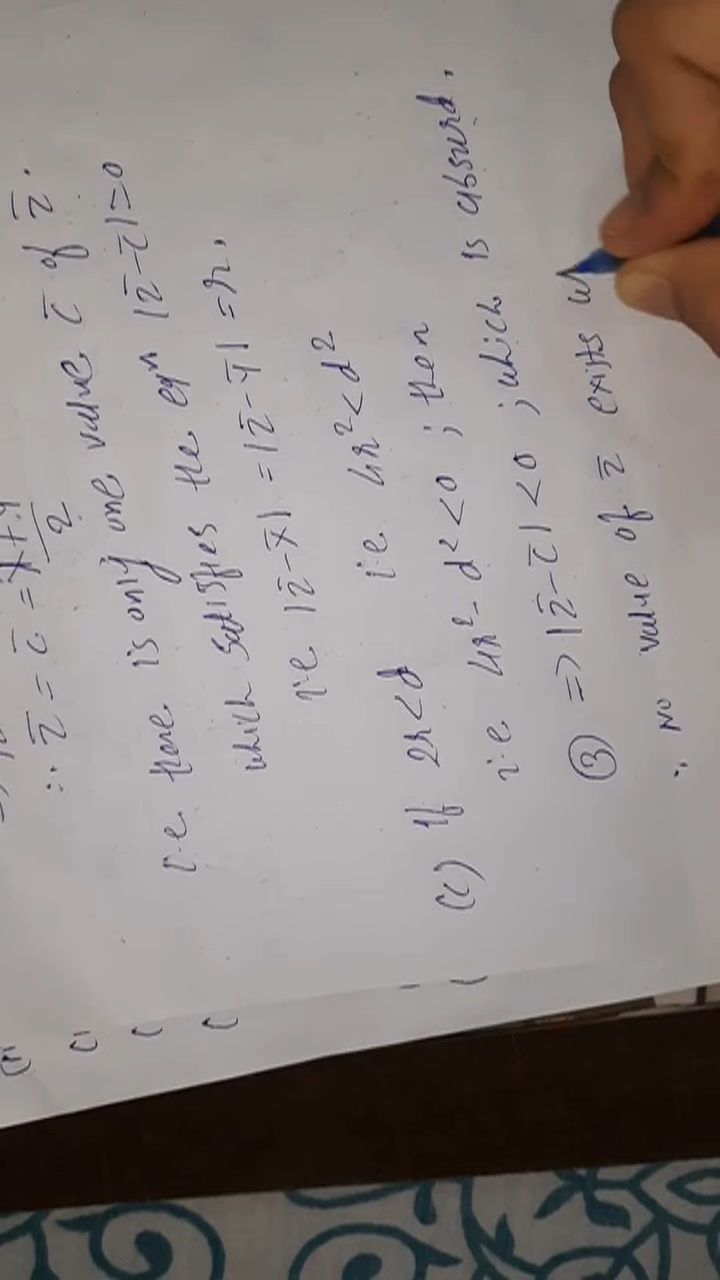 ∴ z̄ = c̄ = x̄+ȳ/2
i.e. there is only one value c̄ of z̄.
which satisfies the eqn |z̄-c̄|=0
i.e |z̄-x̄| = |z̄-ȳ| = r.
(c) If 2r<d i.e. 4r²<d²
i.e 4r²-d²<0 ; then
③ ⇒ |z̄-c̄|<0 ; which is absurd.
∴ No value of z̄ exists